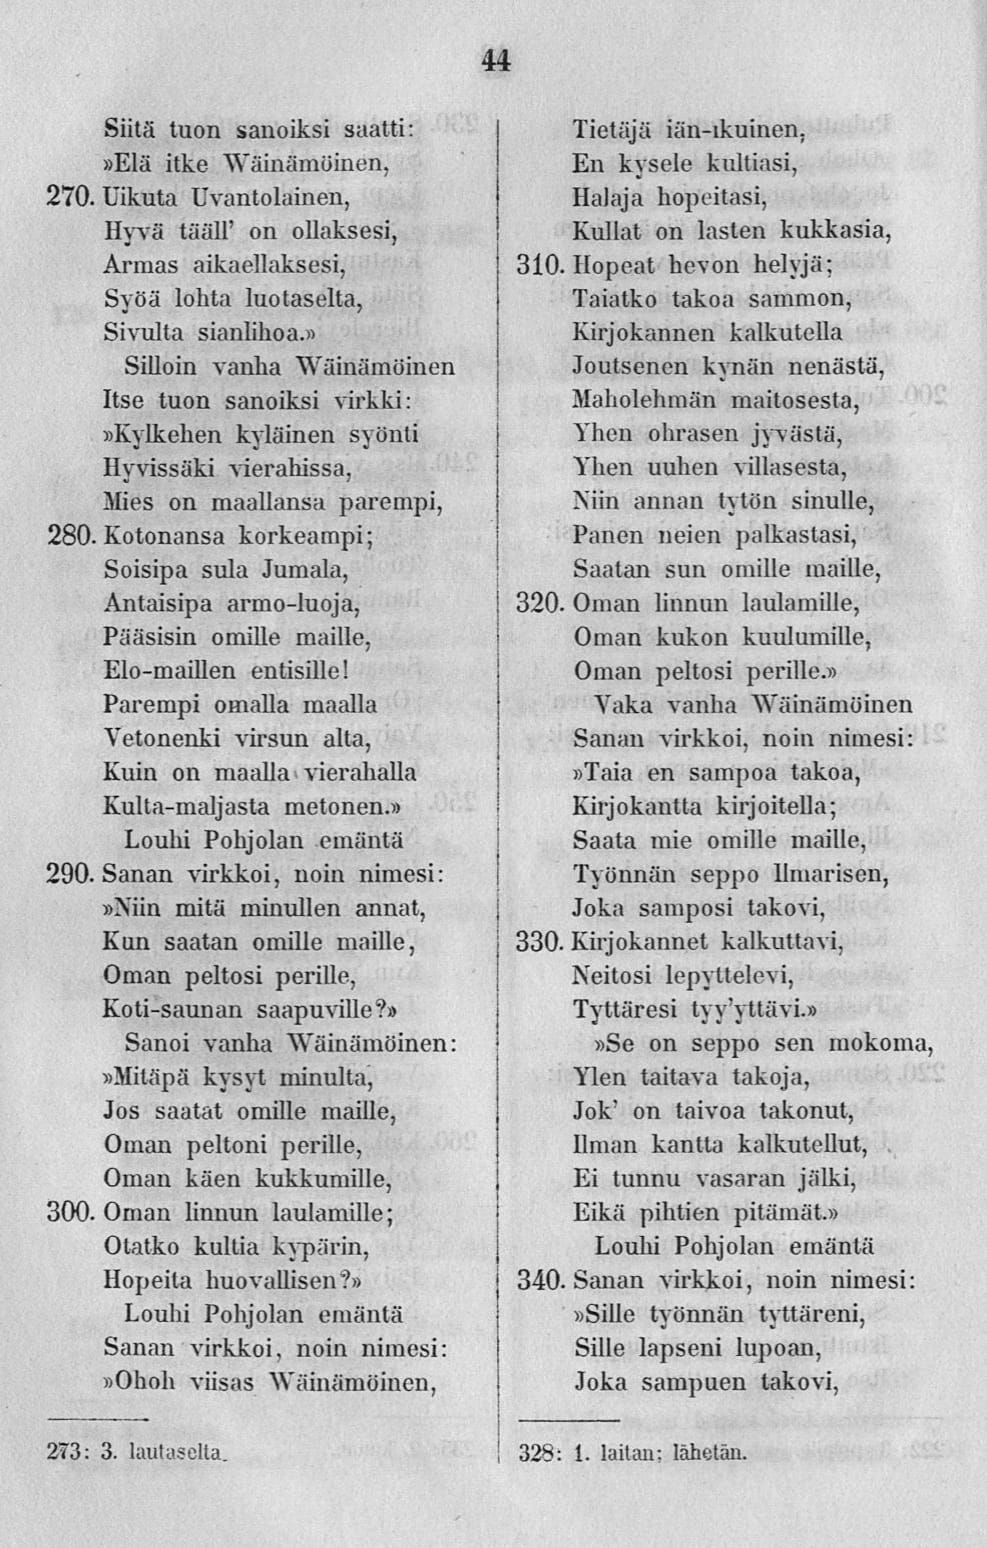 44
Siitä tuon sanoiksi saatti:
»Elä itke Wäinämöinen,
270. Uikuta Uvantolainen,
Hyvä tääll' on ollaksesi,
Armas aikaellaksesi,
Syöä lohta luotaselta,
Sivulta sianlihoa.»
Silloin vanha Wäinämöinen
Itse tuon sanoiksi virkki:
»Kylkehen kyläinen syönti
Hyvissäki vierahissa,
Mies on maallansa parempi,
280. Kotonansa korkeampi;
Soisipa sula Jumala,
Antaisipa armo-luoja,
Pääsisin omille maille,
Elo-maillen entisille!
Parempi omalla maalla
Vetonenki virsun alta,
Kuin on maalla vierahalla
Kulta-maljasta metonen.»
Louhi Pohjolan emäntä
290. Sanan virkkoi, noin nimesi:
»Niin mitä minullen annat,
Kun saatan omille maille,
Oman peltosi perille,
Koti-saunan saapuville?»
Sanoi vanha Wäinämöinen:
»Mitäpä kysyt minulta,
Jos saatat omille maille,
Oman peltoni perille,
Oman käen kukkumille,
300. Oman linnun laulamille;
Otatko kultia kypärin,
Hopeita huovallisen?»
Louhi Pohjolan emäntä
Sanan virkkoi, noin nimesi:
»Ohoh viisas Wäinämöinen,
273: 3. lautaselta.
Tietäjä iän-ikuinen,
En kysele kultiasi,
Halaja hopeitasi,
Kullat on lasten kukkasia,
310. Hopeat hevon helyjä;
Taiatko takoa sammon,
Kirjokannen kalkutella
Joutsenen kynän nenästä,
Maholehmän maitosesta,
Yhen ohrasen jyvästä,
Yhen uuhen villasesta,
Niin annan tytön sinulle,
Panen neien palkastasi,
Saatan sun omille maille,
320. Oman linnun laulamille,
Oman kukon kuulumille,
Oman peltosi perille.»
Vaka vanha Wäinämöinen
Sanan virkkoi, noin nimesi:
»Taia en sampoa takoa,
Kirjokantta kirjoitella;
Saata mie omille maille,
Työnnän seppo Ilmarisen,
Joka samposi takovi,
330. Kirjokannet kalkuttavi,
Neitosi lepyttelevi,
Tyttäresi tyy'yttävi.»
»Se on seppo sen mokoma,
Ylen taitava takoja,
Jok' on taivoa takonut,
Ilman kantta kalkutellut,
Ei tunnu vasaran jälki,
Eikä pihtien pitämät.»
Louhi Pohjolan emäntä
340. Sanan virkkoi, noin nimesi:
»Sille työnnän tyttäreni,
Sille lapseni lupoan,
Joka sampuen takovi,
328: 1. laitan; lähetän.